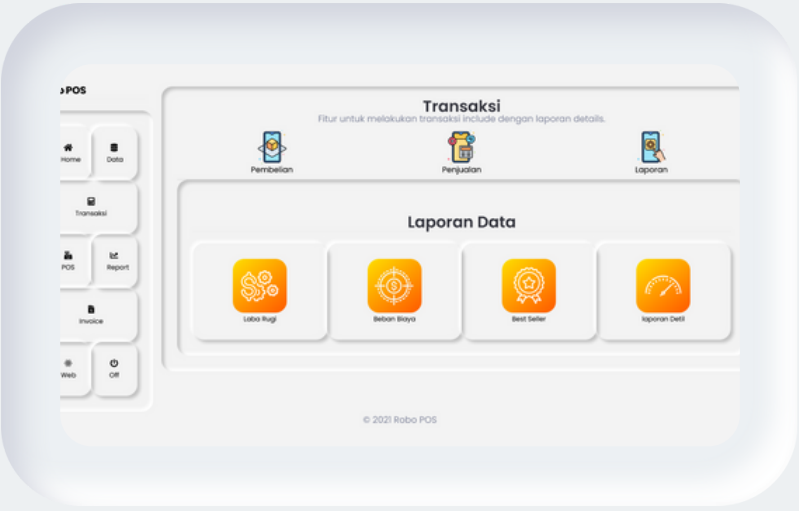 o POS
Home
Data
Transaksi
POS
Report
Invoice
Web
Off
Transaksi
Fitur untuk melakukan transaksi include dengan laporan details.
Pembelian
Penjualan
Laporan
Laporan Data
Laba Rugi
Beban Biaya
Best Seller
laporan Detil
© 2021 Robo POS